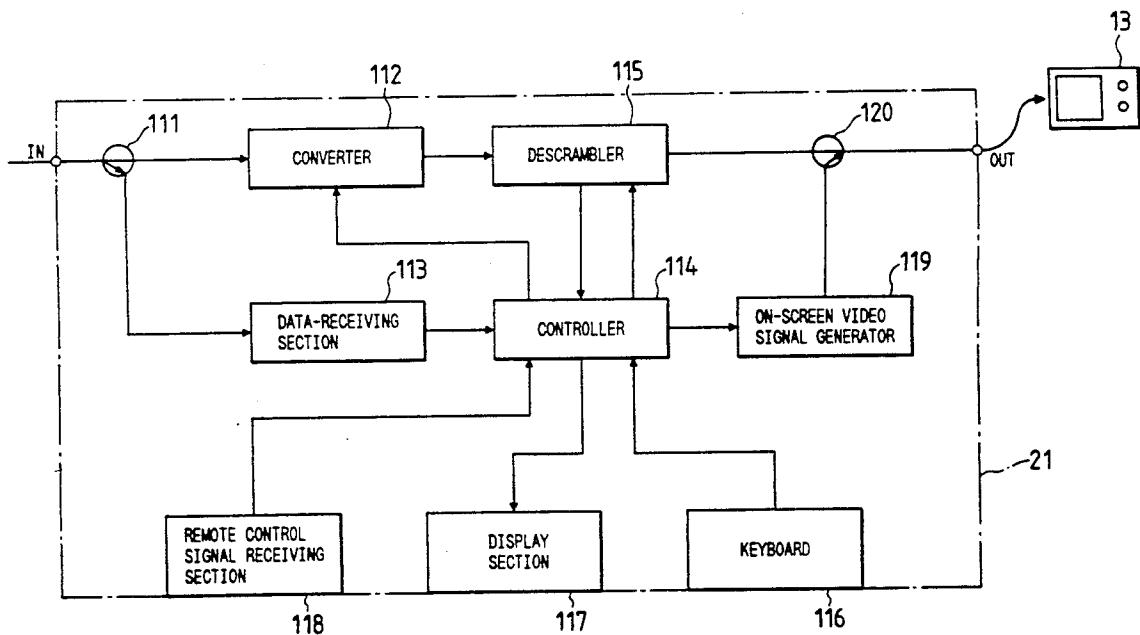 13
112
115
111
120
IN
CONVERTER
DESCRAMBLER
OUT
113
114
119
DATA-RECEIVING
SECTION
CONTROLLER
ON-SCREEN VIDEO
SIGNAL GENERATOR
21
REMOTE CONTROL
SIGNAL RECEIVING
SECTION
DISPLAY
SECTION
KEYBOARD
118
117
116